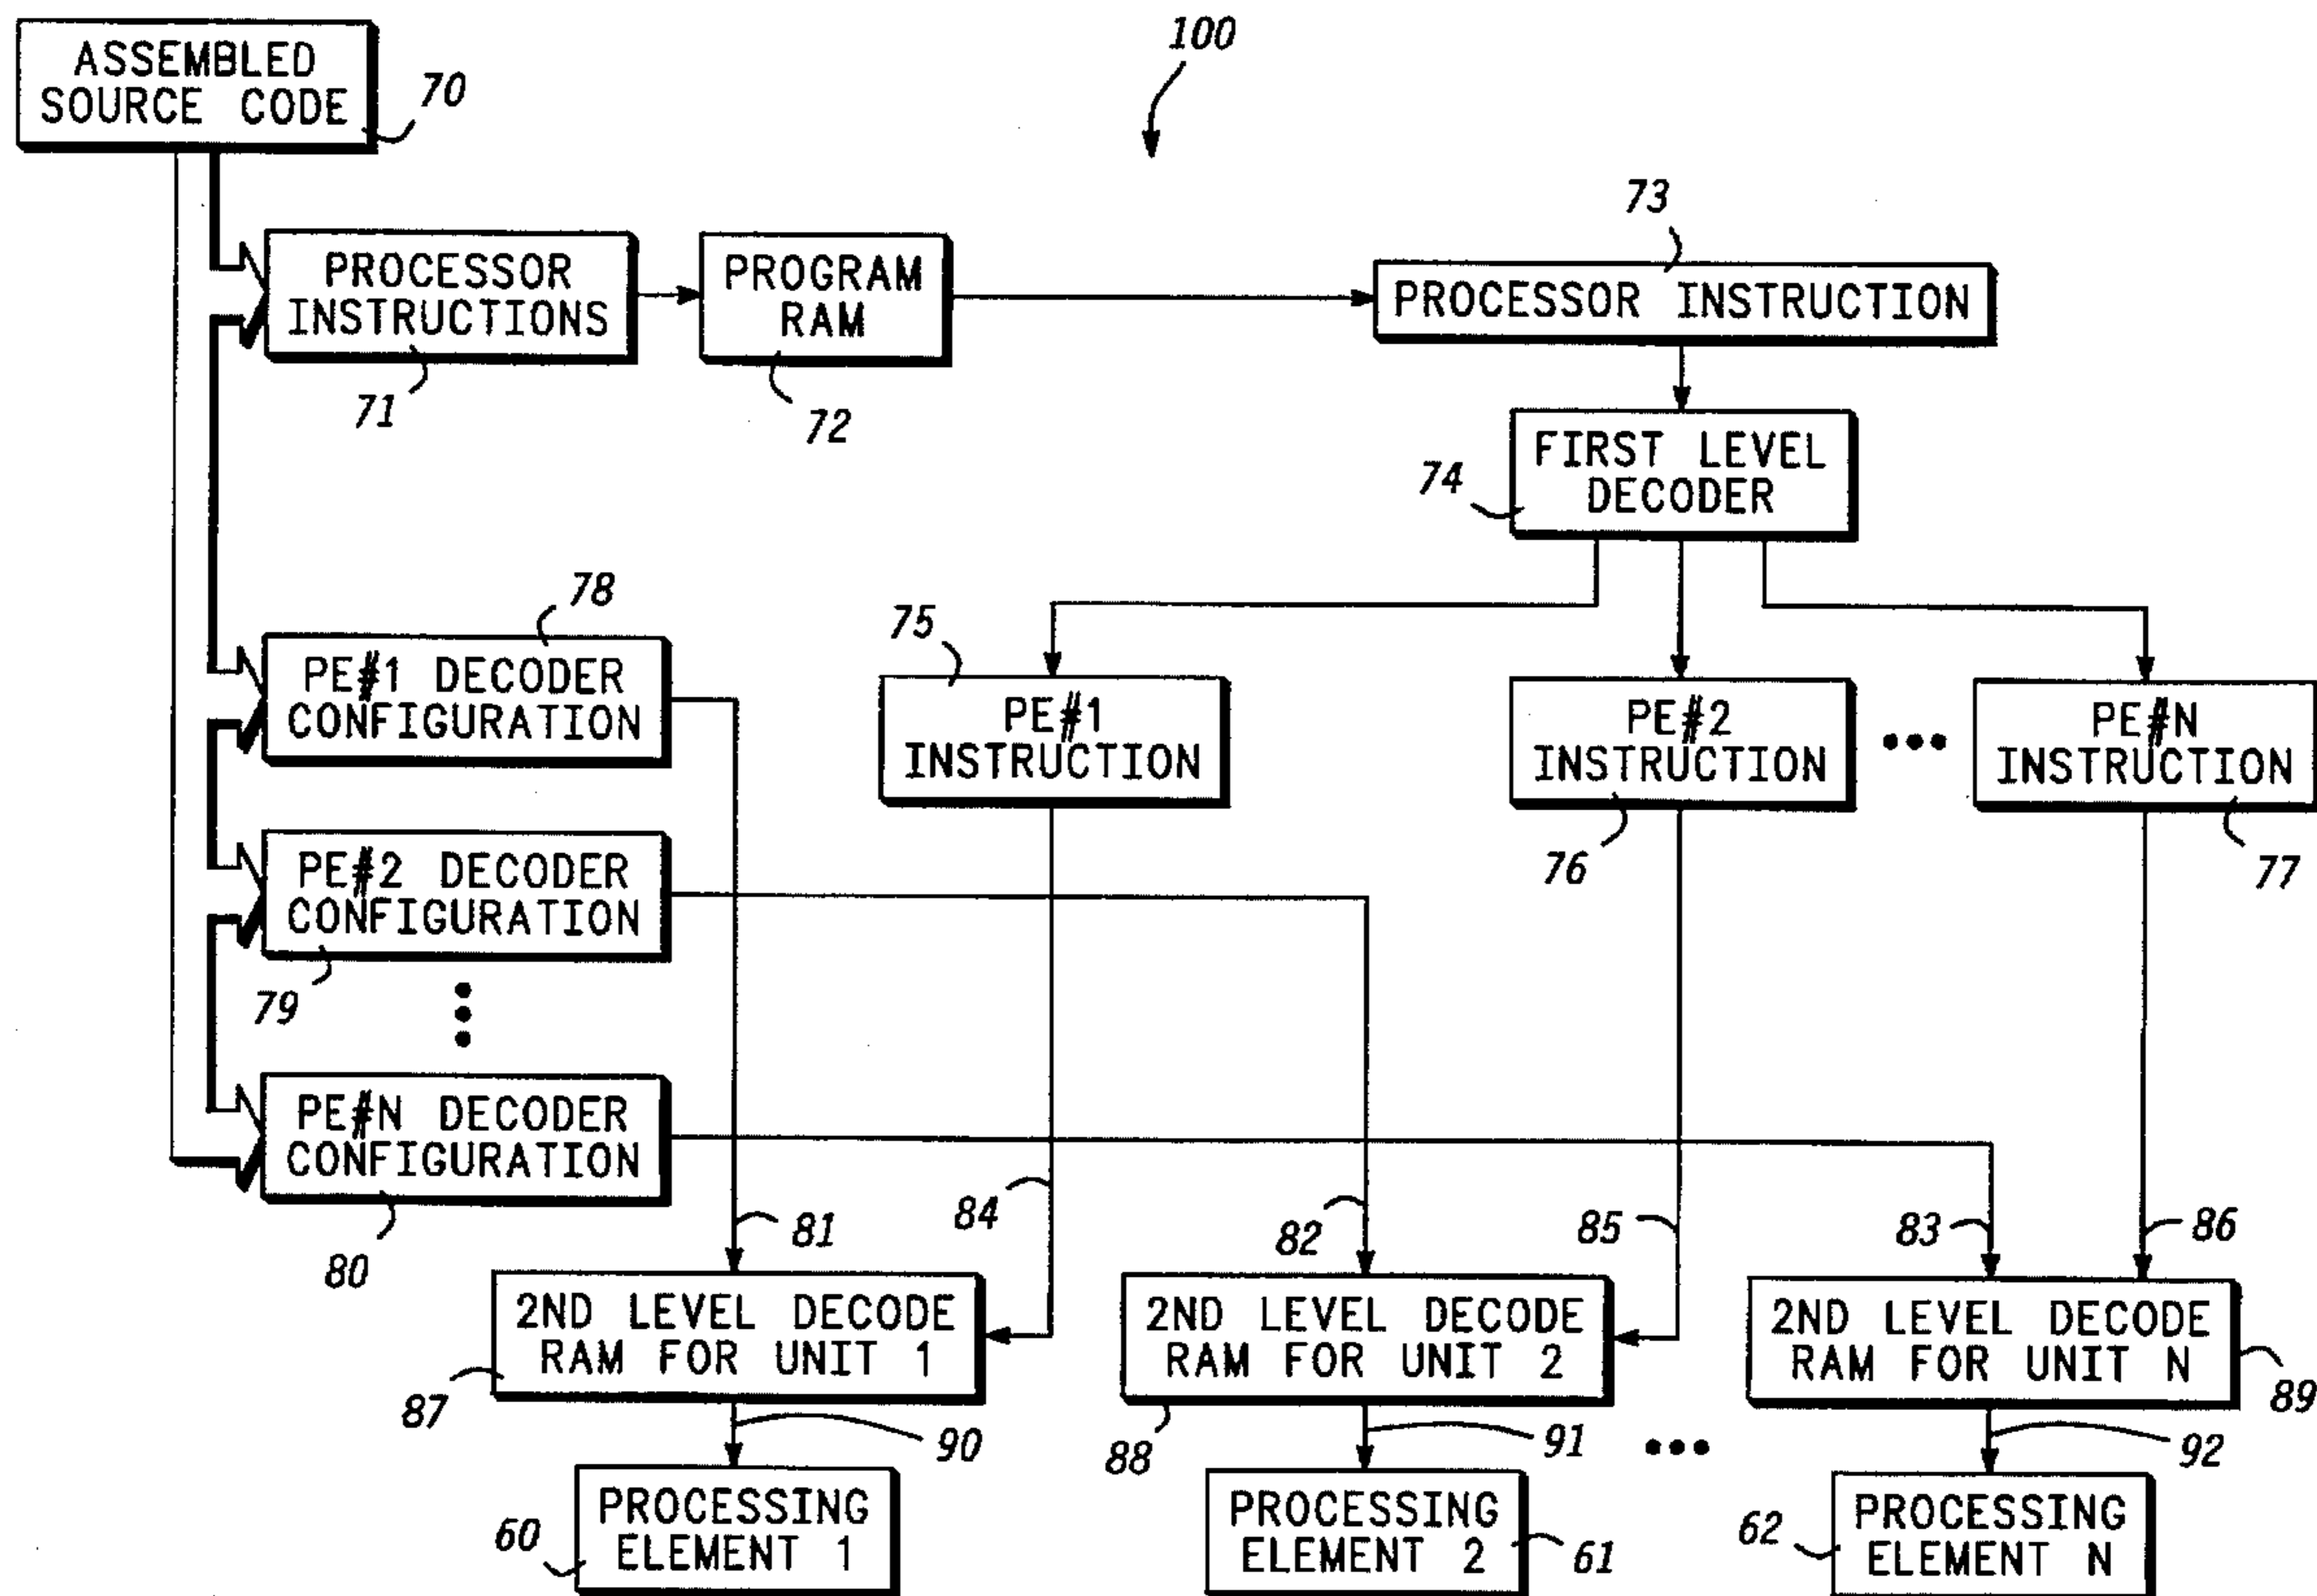 100
ASSEMBLED
SOURCE CODE
70
73
PROCESSOR
INSTRUCTIONS
71
PROGRAM
RAM
72
PROCESSOR INSTRUCTION
FIRST LEVEL
DECODER
74
78
PE#1 DECODER
CONFIGURATION
75
PE#1
INSTRUCTION
PE#2
INSTRUCTION
76
•••
PE#N
INSTRUCTION
77
PE#2 DECODER
CONFIGURATION
79
PE#N DECODER
CONFIGURATION
80
81
84
82
85
83
86
2ND LEVEL DECODE
RAM FOR UNIT 1
87
2ND LEVEL DECODE
RAM FOR UNIT 2
88
2ND LEVEL DECODE
RAM FOR UNIT N
89
90
91
•••
92
PROCESSING
ELEMENT 1
60
PROCESSING
ELEMENT 2
61
62
PROCESSING
ELEMENT N